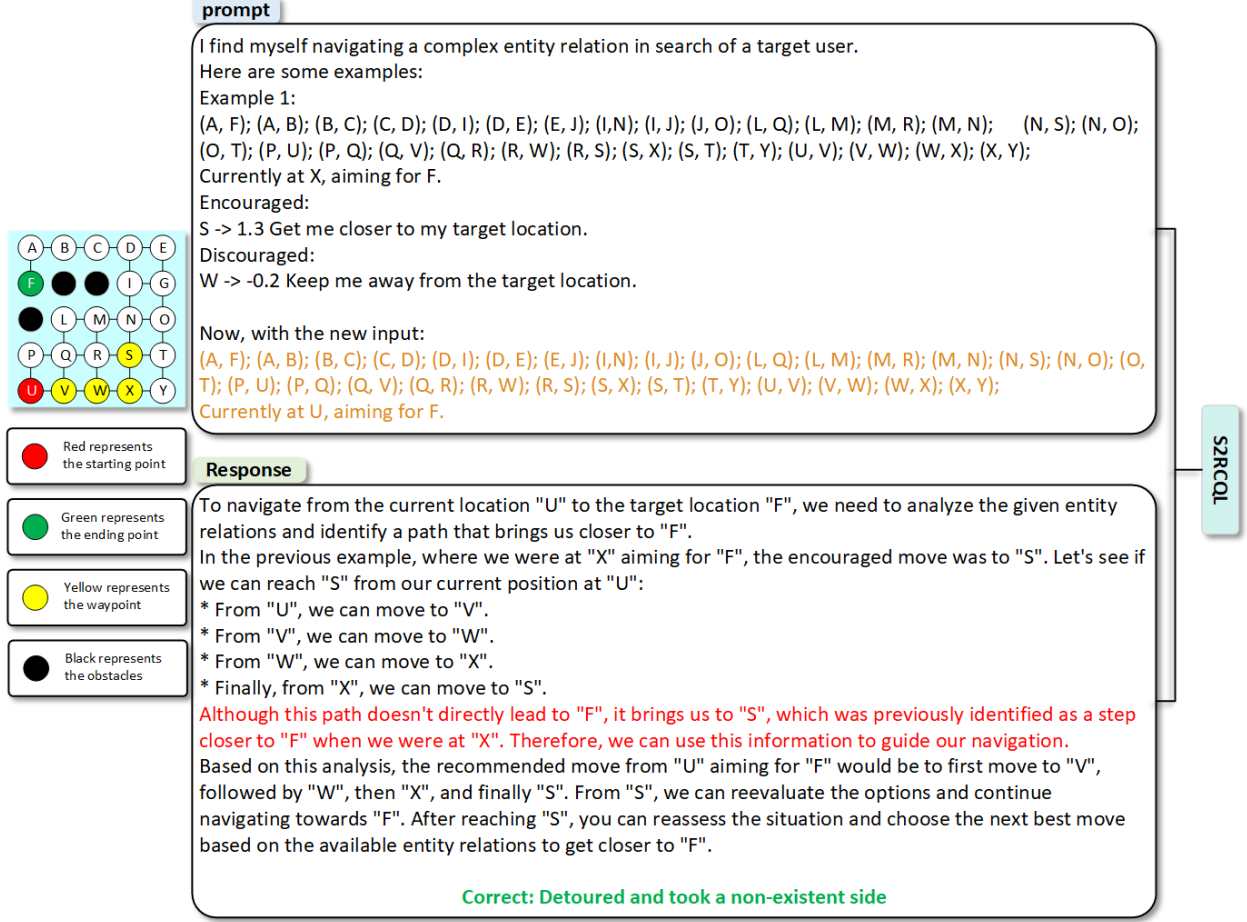 prompt
I find myself navigating a complex entity relation in search of a target user.
Here are some examples:
Example 1:
(A, F); (A, B); (B, C); (C, D); (D, I); (D, E); (E, J); (I,N); (I, J); (J, O); (L, Q); (L, M); (M, R); (M, N); (N, S); (N, O);
(O, T); (P, U); (P, Q); (Q, V); (Q, R); (R, W); (R, S); (S, X); (S, T); (T, Y); (U, V); (V, W); (W, X); (X, Y);
Currently at X, aiming for F.
Encouraged:
S -> 1.3 Get me closer to my target location.
Discouraged:
W -> -0.2 Keep me away from the target location.
Now, with the new input:
(A, F); (A, B); (B, C); (C, D); (D, I); (D, E); (E, J); (I,N); (I, J); (J, O); (L, Q); (L, M); (M, R); (M, N); (N, S); (N, O); (O,
T); (P, U); (P, Q); (Q, V); (Q, R); (R, W); (R, S); (S, X); (S, T); (T, Y); (U, V); (V, W); (W, X); (X, Y);
Currently at U, aiming for F.
A B C D E
F I G
L M N O
P Q R S T
U V W X Y
Red represents
the starting point
Green represents
the ending point
Yellow represents
the waypoint
Black represents
the obstacles
Response
To navigate from the current location "U" to the target location "F", we need to analyze the given entity
relations and identify a path that brings us closer to "F".
In the previous example, where we were at "X" aiming for "F", the encouraged move was to "S". Let's see if
we can reach "S" from our current position at "U":
* From "U", we can move to "V".
* From "V", we can move to "W".
* From "W", we can move to "X".
* Finally, from "X", we can move to "S".
Although this path doesn't directly lead to "F", it brings us to "S", which was previously identified as a step
closer to "F" when we were at "X". Therefore, we can use this information to guide our navigation.
Based on this analysis, the recommended move from "U" aiming for "F" would be to first move to "V",
followed by "W", then "X", and finally "S". From "S", we can reevaluate the options and continue
navigating towards "F". After reaching "S", you can reassess the situation and choose the next best move
based on the available entity relations to get closer to "F".
Correct: Detoured and took a non-existent side
S2RCQL